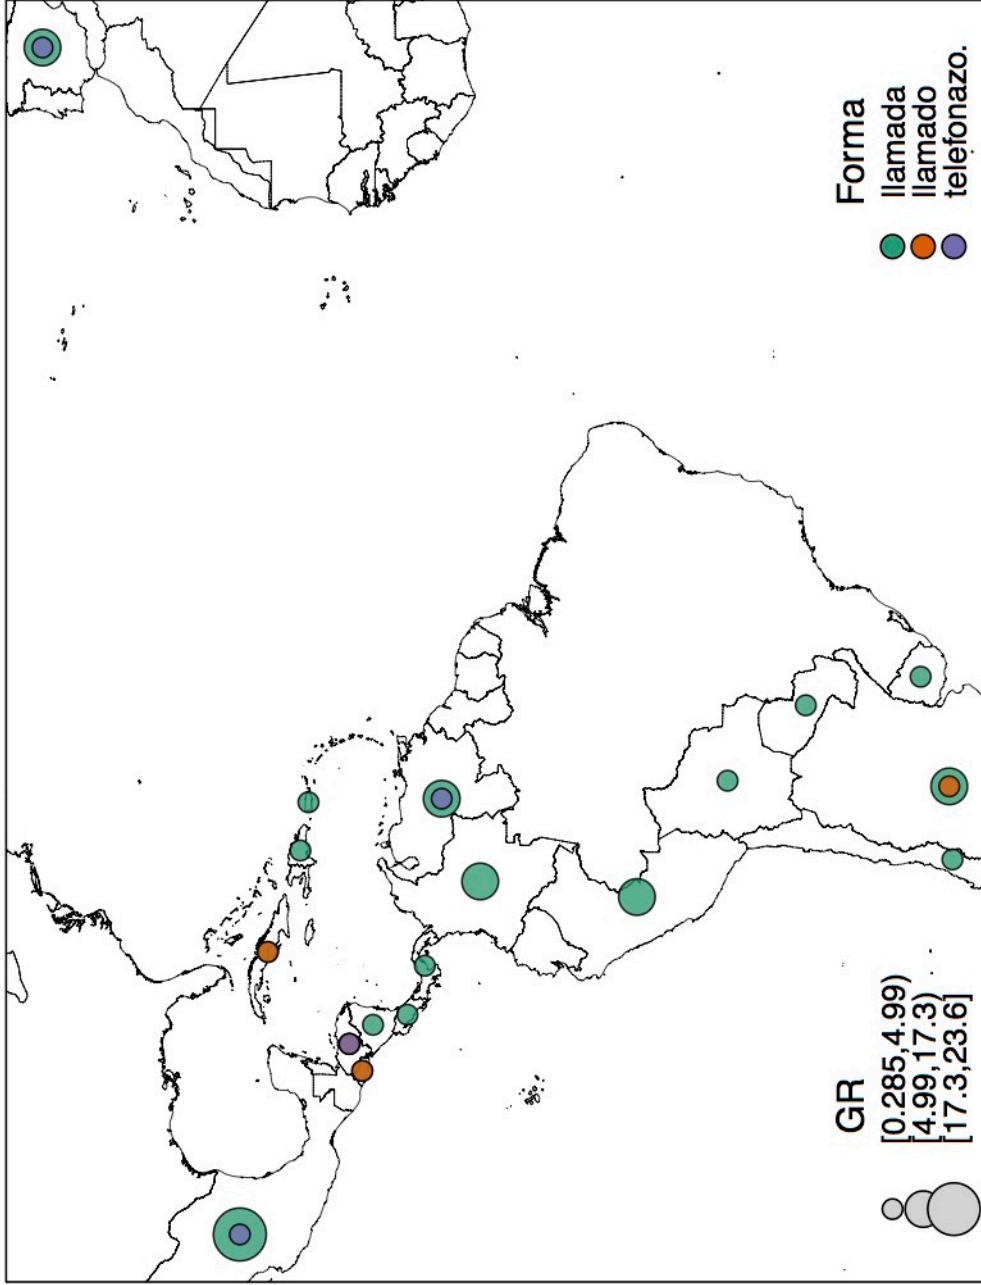 GR
[0.285,4.99)
[4.99,17.3)
[17.3,23.6]
Forma
llamada
llamado
telefonazo.